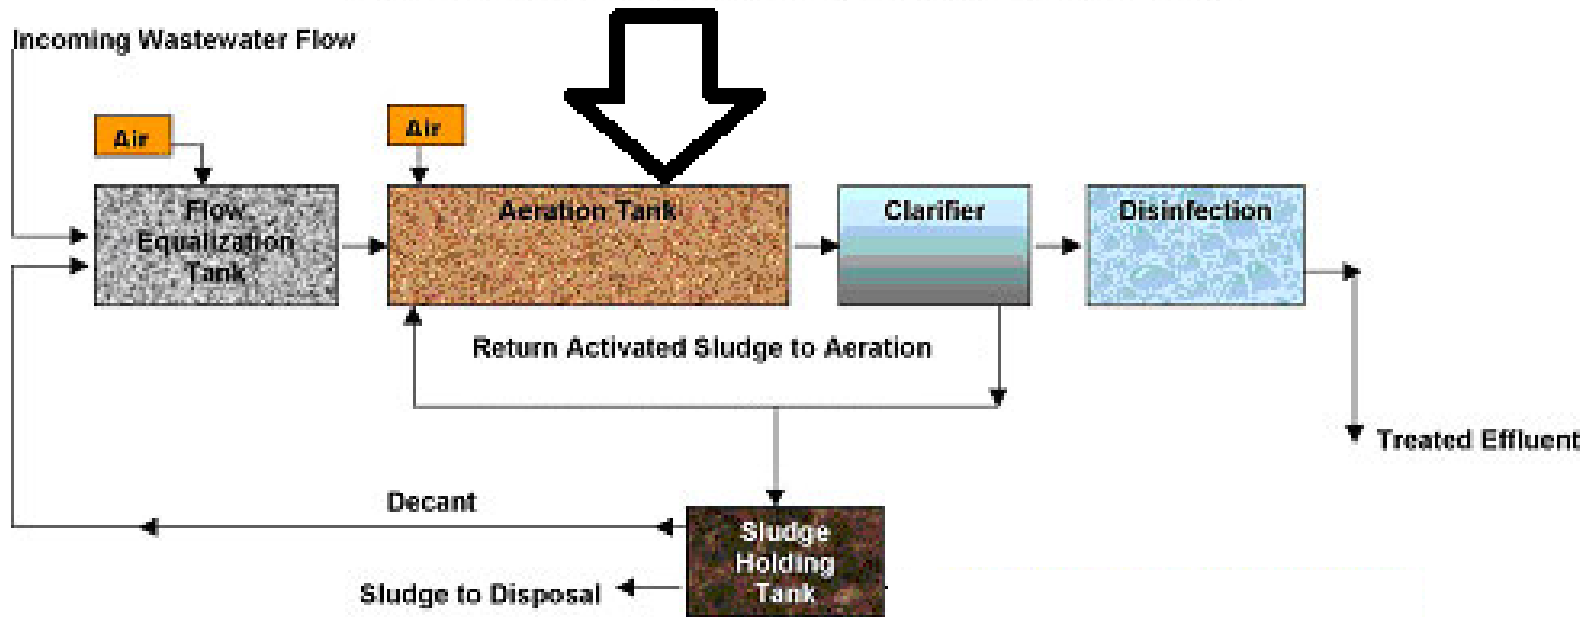 Incoming Wastewater Flow
Air
Air
Flow
Equalization
Tank
Aeration Tank
Clarifier
Disinfection
Return Activated Sludge to Aeration
Treated Effluent
Decant
Sludge
Holding
Tank
Sludge to Disposal